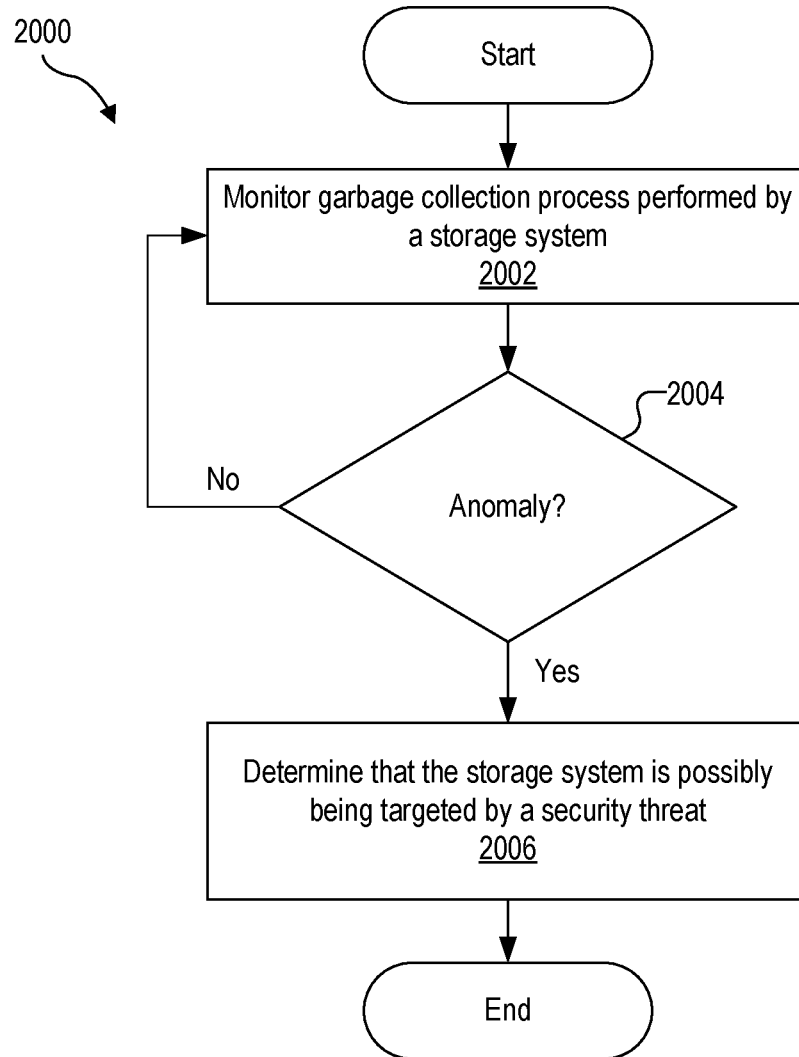 2000
Start
Monitor garbage collection process performed by
a storage system
2002
2004
Anomaly?
No
Yes
Determine that the storage system is possibly
being targeted by a security threat
2006
End